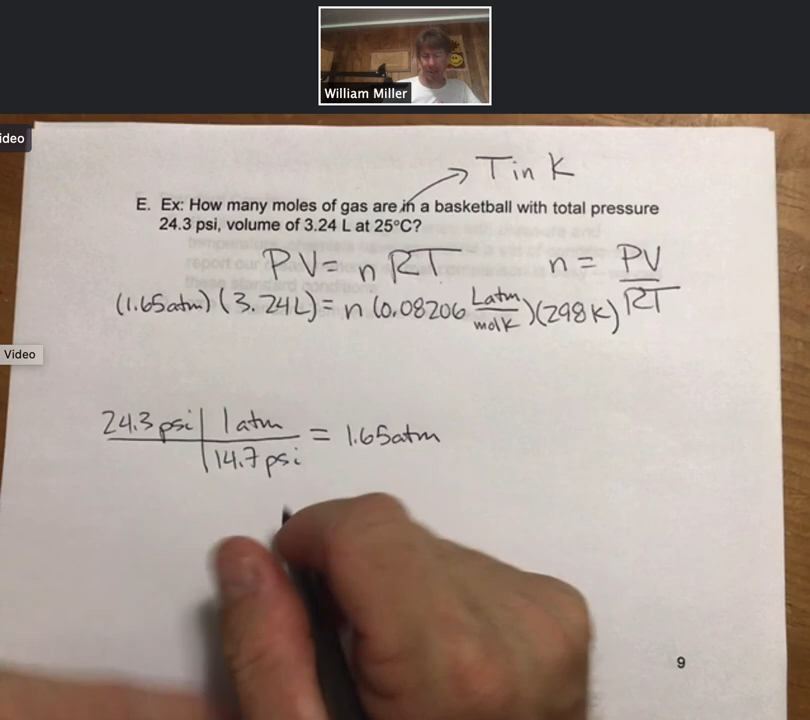 William Miller
ideo
T in K
E. Ex: How many moles of gas are in a basketball with total pressure
24.3 psi, volume of 3.24 L at 25°C?
PV = nRT
n = PV/RT
(1.65atm)(3.24L) = n(0.08206 Latm/molK)(298K)
Video
24.3 psi | 1 atm
14.7 psi
= 1.65atm
9